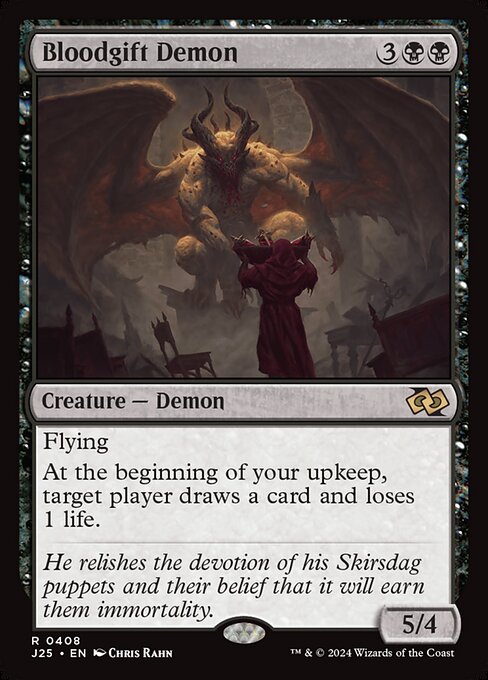 Bloodgift Demon 3
Creature — Demon
Flying
At the beginning of your upkeep,
target player draws a card and loses
1 life.
He relishes the devotion of his Skirsdag
puppets and their belief that it will earn
them immortality.
5/4
R 0408
J25 • EN Chris Rahn
™ & © 2024 Wizards of the Coast